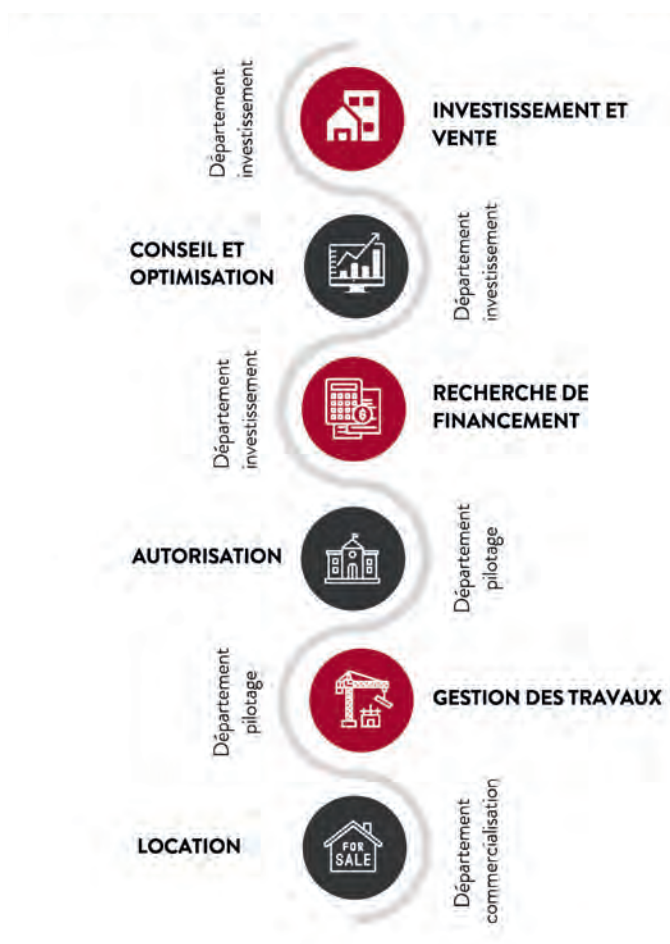 Département
investissement
INVESTISSEMENT ET
VENTE
CONSEIL ET
OPTIMISATION
Département
investissement
Département
investissement
RECHERCHE DE
FINANCEMENT
AUTORISATION
Département
pilotage
Département
pilotage
GESTION DES TRAVAUX
LOCATION
FOR
SALE
Département
commercialisation